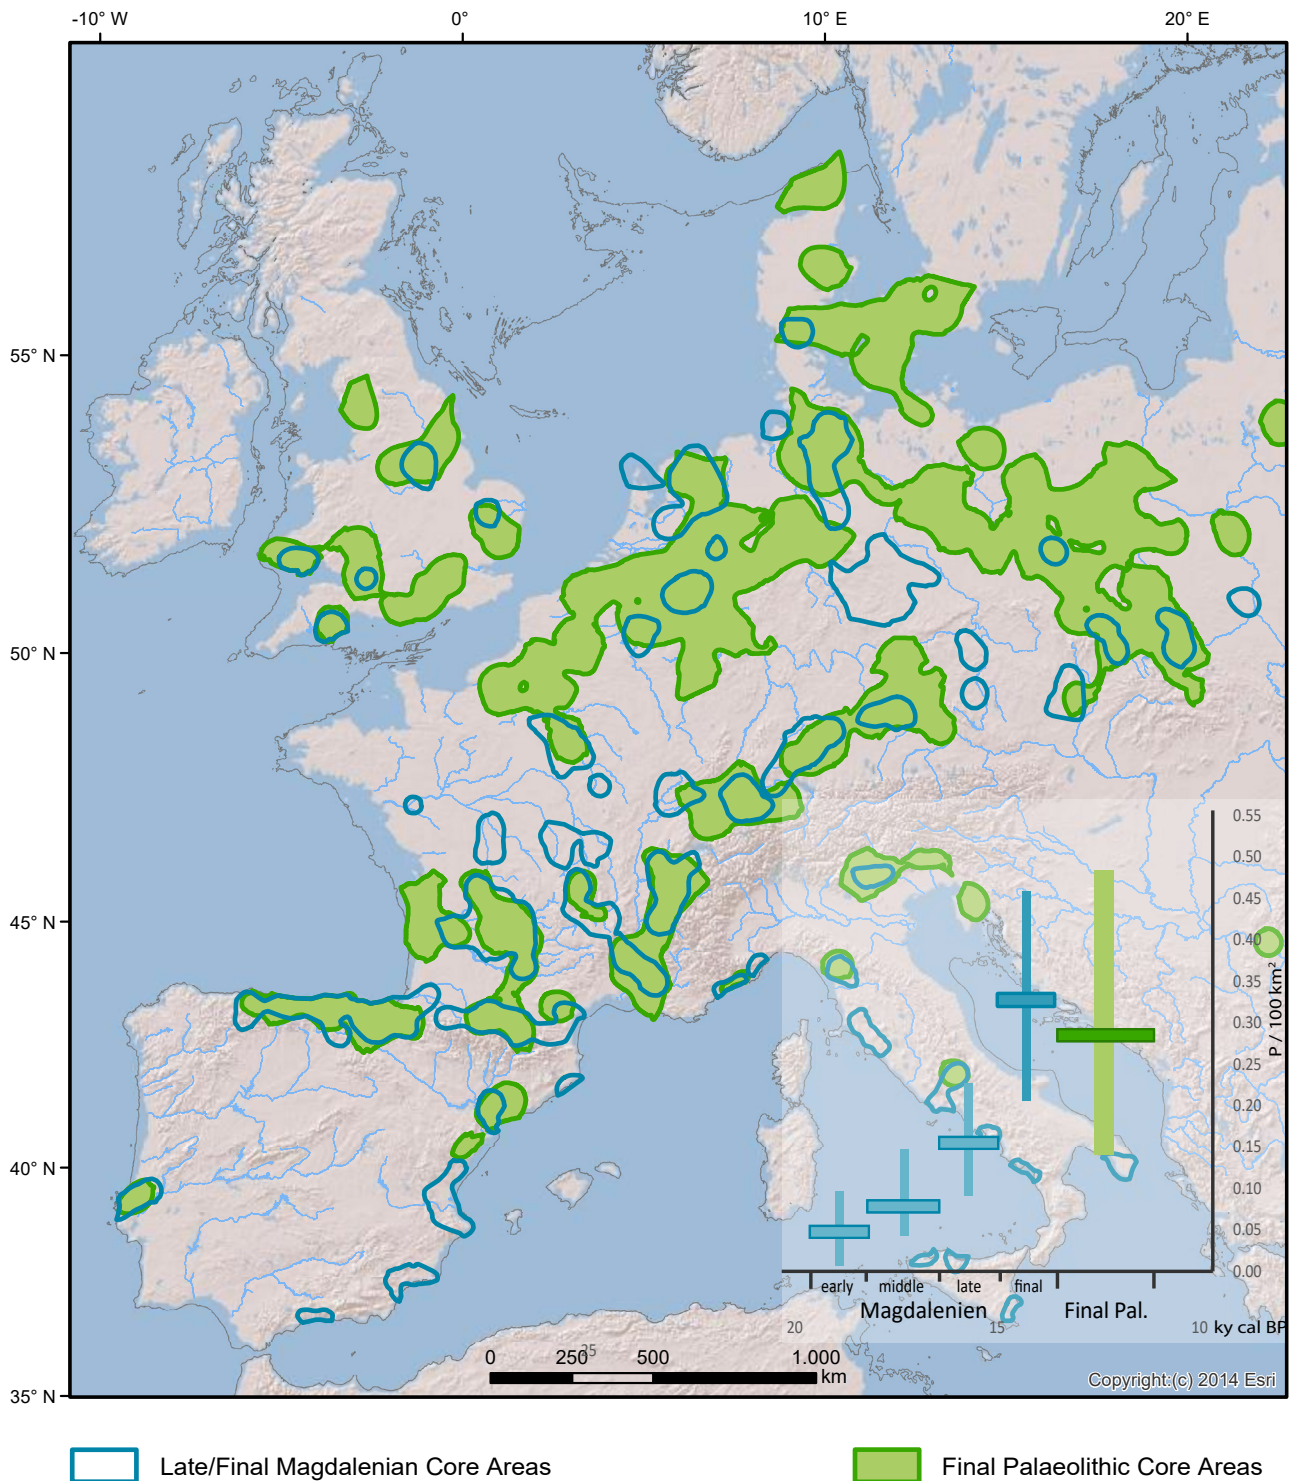 -10° W 0° 10° E 20° E
55° N
50° N
45° N
40° N
35° N
0.55
0.50
0.45
0.40
0.35
0.30
0.25
0.20
0.15
0.10
0.05
0.00
P / 100 km²
early middle late final
Magdalenien Final Pal.
20 15 10 ky cal BP
0 250 500 1.000
km
25
Copyright:(c) 2014 Esri
Late/Final Magdalenian Core Areas Final Palaeolithic Core Areas